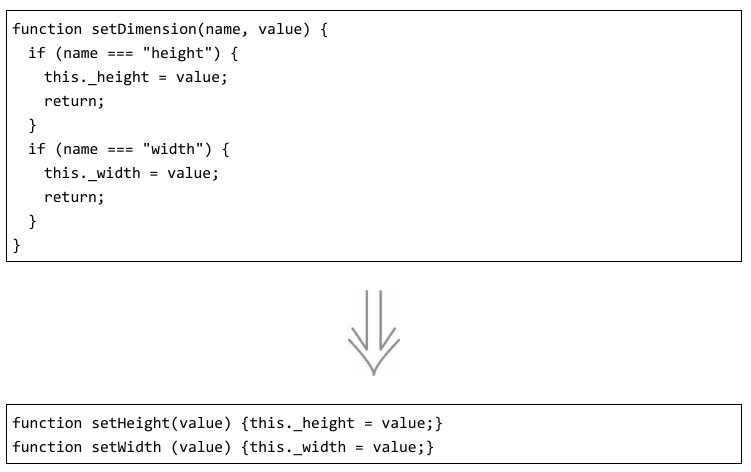 function setDimension(name, value) {
  if (name === "height") {
    this._height = value;
    return;
  }
  if (name === "width") {
    this._width = value;
    return;
  }
}
function setHeight(value) {this._height = value;}
function setWidth (value) {this._width = value;}